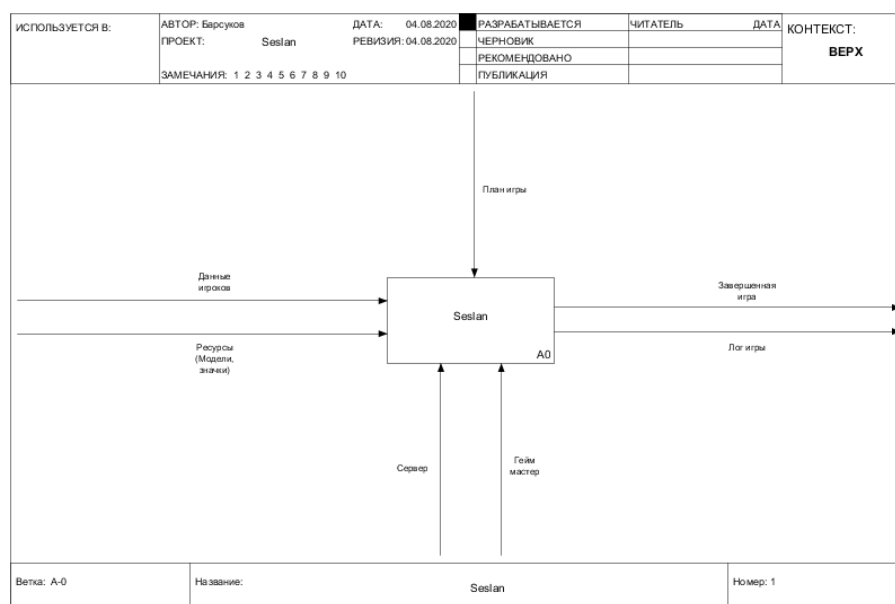 ИСПОЛЬЗУЕТСЯ В:
АВТОР: Барсуков
ДАТА: 04.08.2020
ПРОЕКТ: Seslan
РЕВИЗИЯ: 04.08.2020
ЗАМЕЧАНИЯ: 1 2 3 4 5 6 7 8 9 10
РАЗРАБАТЫВАЕТСЯ
ЧЕРНОВИК
РЕКОМЕНДОВАНО
ПУБЛИКАЦИЯ
ЧИТАТЕЛЬ ДАТА
КОНТЕКСТ:
ВЕРХ
План игры
Данные
игроков
Ресурсы
(Модели,
значки)
Seslan
A0
Завершенная
игра
Лог игры
Сервер
Гейм
мастер
Ветка: A-0
Название:
Seslan
Номер: 1